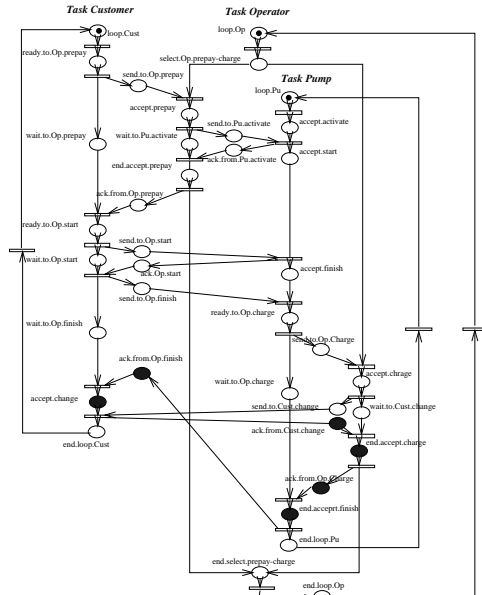 Task Customer
Task Operator
loop.Cust
loop.Op
ready.to.Op.prepay
select.Op.prepay-charge
send.to.Op.prepay
Task Pump
loop.Pu
accept.prepay
send.to.Pu.activate
accept.activate
wait.to.Op.prepay
wait.to.Pu.activate
accept.start
end.accept.prepay
ack.from.Pu.activate
ack.from.Op.prepay
ready.to.Op.start
send.to.Op.start
wait.to.Op.start
ack.Op.start
accept.finish
send.to.Op.finish
ready.to.Op.charge
wait.to.Op.finish
send.to.Op.Charge
ack.from.Op.finish
accept.chrage
accept.change
wait.to.Op.charge
send.to.Cust.change
wait.to.Cust.change
ack.from.Cust.change
end.loop.Cust
end.accept.charge
ack.from.Op.Charge
end.acceprt.finish
end.loop.Pu
end.select.prepay-charge
end.loop.Op